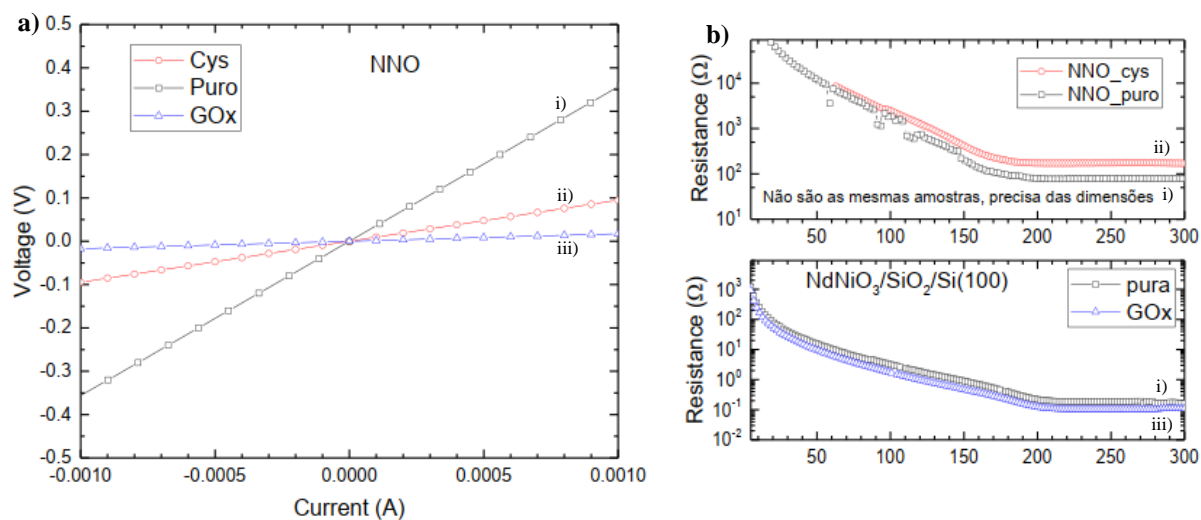 a)
0.5
0.4
0.3
0.2
0.1
0.0
-0.1
-0.2
-0.3
-0.4
-0.5
Voltage (V)
Cys
Puro
GOx
NNO
i)
ii)
iii)
-0.0010
-0.0005
0.0000
0.0005
0.0010
Current (A)
b)
10⁴
10³
10²
10¹
Resistance (Ω)
NNO_cys
NNO_puro
ii)
i)
Não são as mesmas amostras, precisa das dimensões
50
100
150
200
250
300
10³
10²
10¹
10⁰
10⁻¹
10⁻²
Resistance (Ω)
NdNiO₃/SiO₂/Si(100)
pura
GOx
i)
iii)
50
100
150
200
250
300